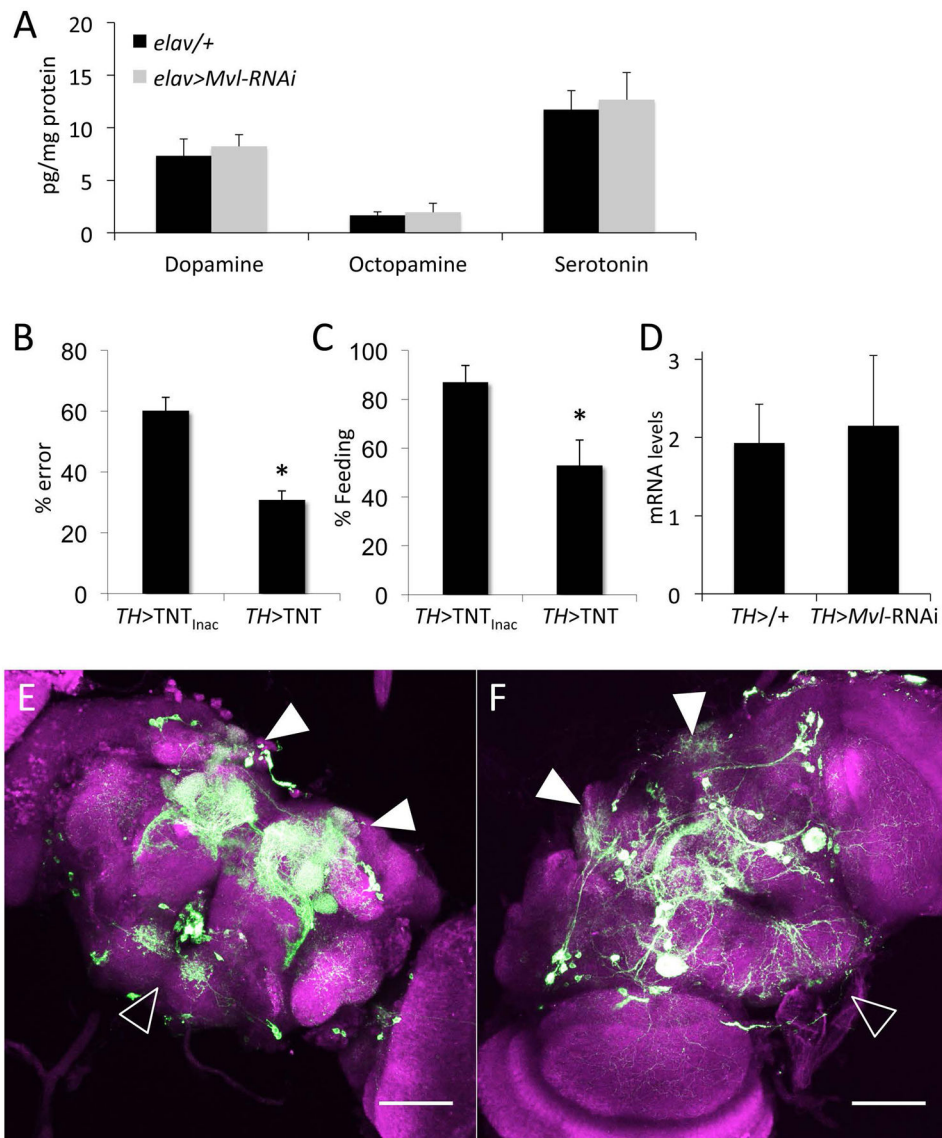 A
20
15
10
5
0
pg/mg protein
elav/+
elav>Mvl-RNAi
Dopamine
Octopamine
Serotonin
B
80
60
40
20
0
% error
*
TH>TNTInac
TH>TNT
C
100
80
60
40
20
0
% Feeding
*
TH>TNTInac
TH>TNT
D
3
2
1
0
mRNA levels
TH>/+
TH>Mvl-RNAi
E
F